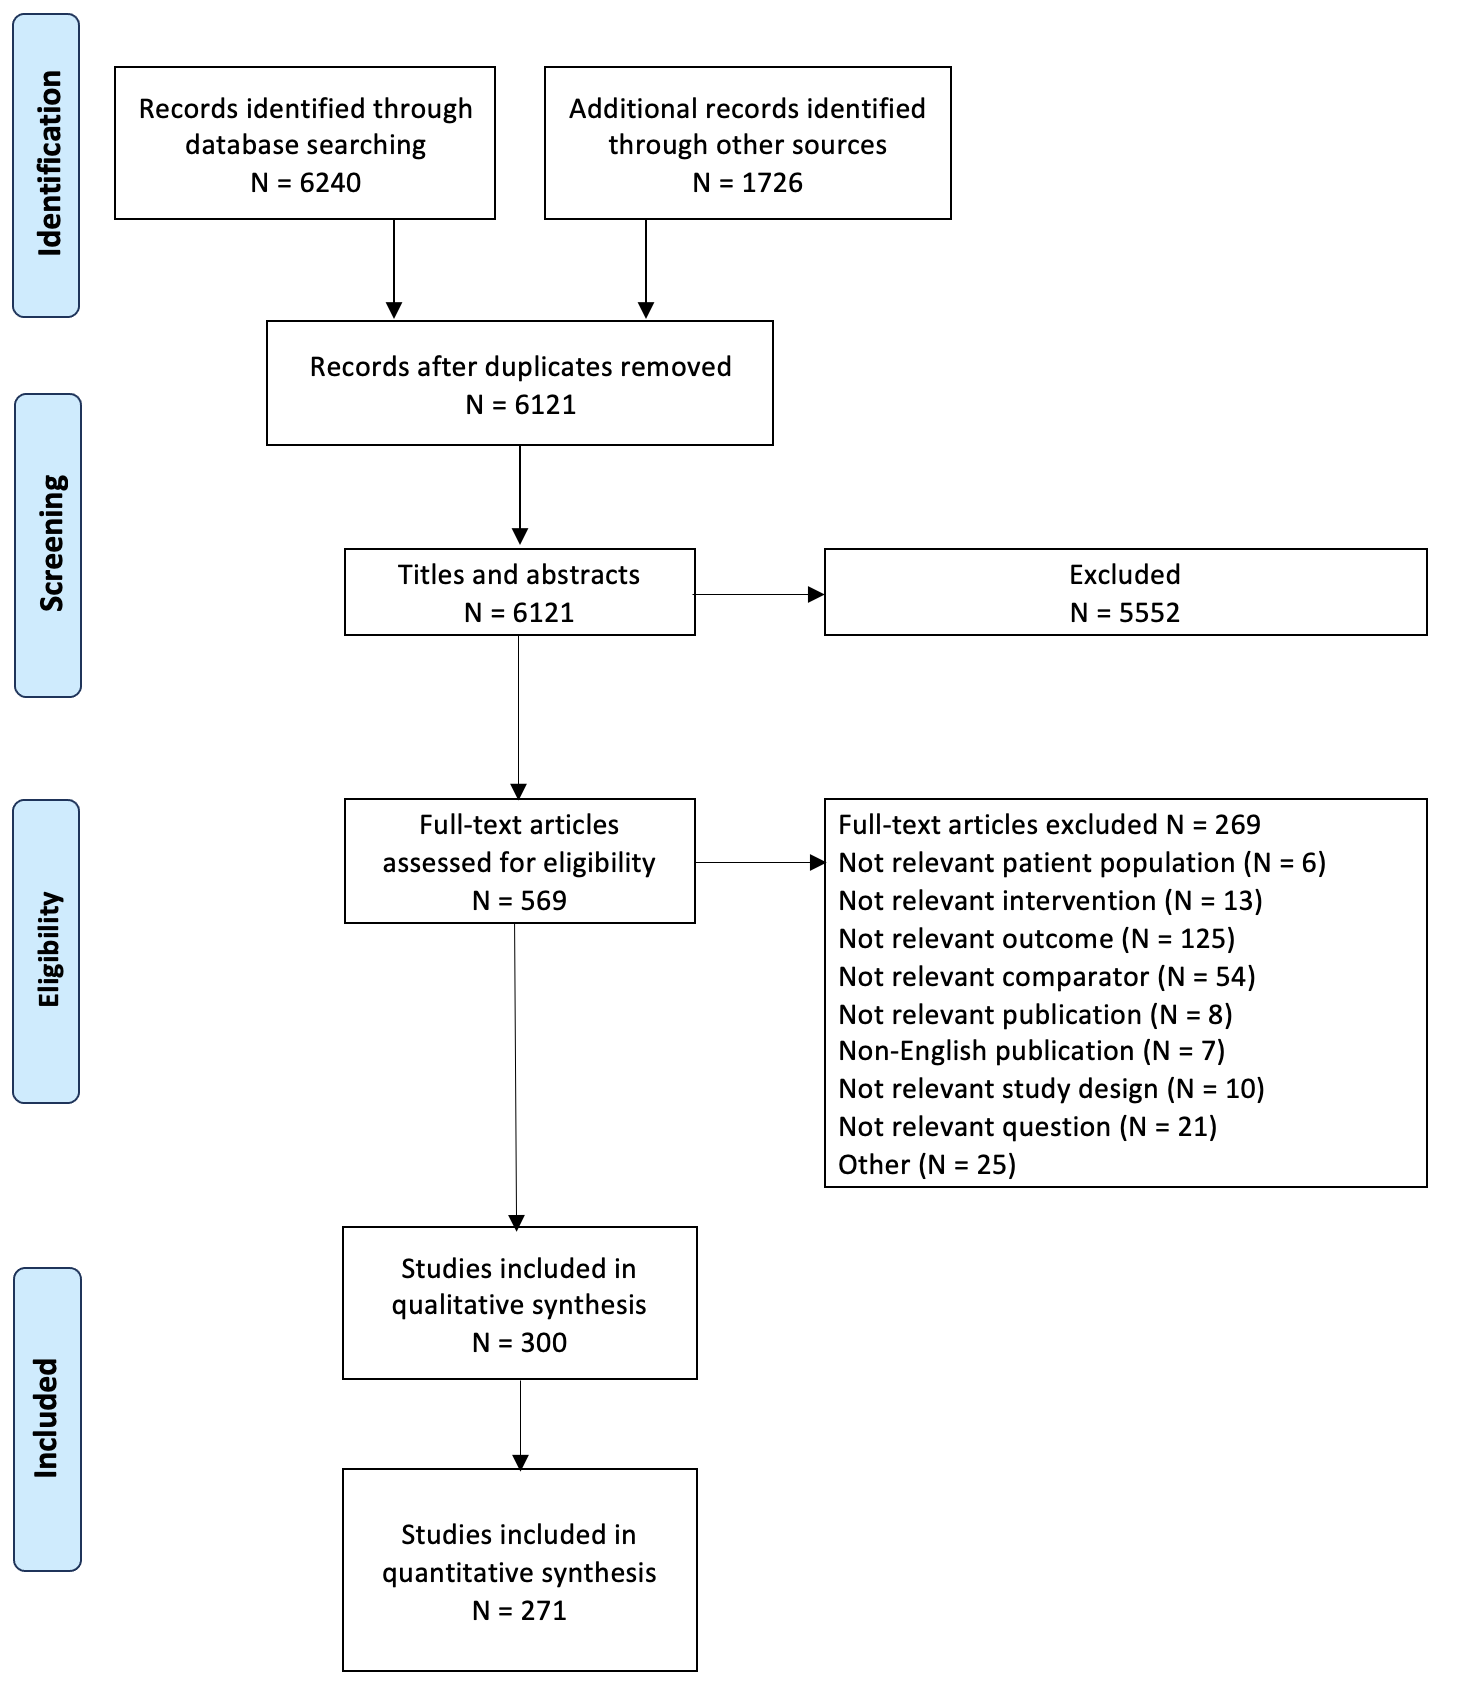 Identification
Records identified through
database searching
N = 6240
Additional records identified
through other sources
N = 1726
Records after duplicates removed
N = 6121
Screening
Titles and abstracts
N = 6121
Excluded
N = 5552
Eligibility
Full-text articles
assessed for eligibility
N = 569
Full-text articles excluded N = 269
Not relevant patient population (N = 6)
Not relevant intervention (N = 13)
Not relevant outcome (N = 125)
Not relevant comparator (N = 54)
Not relevant publication (N = 8)
Non-English publication (N = 7)
Not relevant study design (N = 10)
Not relevant question (N = 21)
Other (N = 25)
Included
Studies included in
qualitative synthesis
N = 300
Studies included in
quantitative synthesis
N = 271